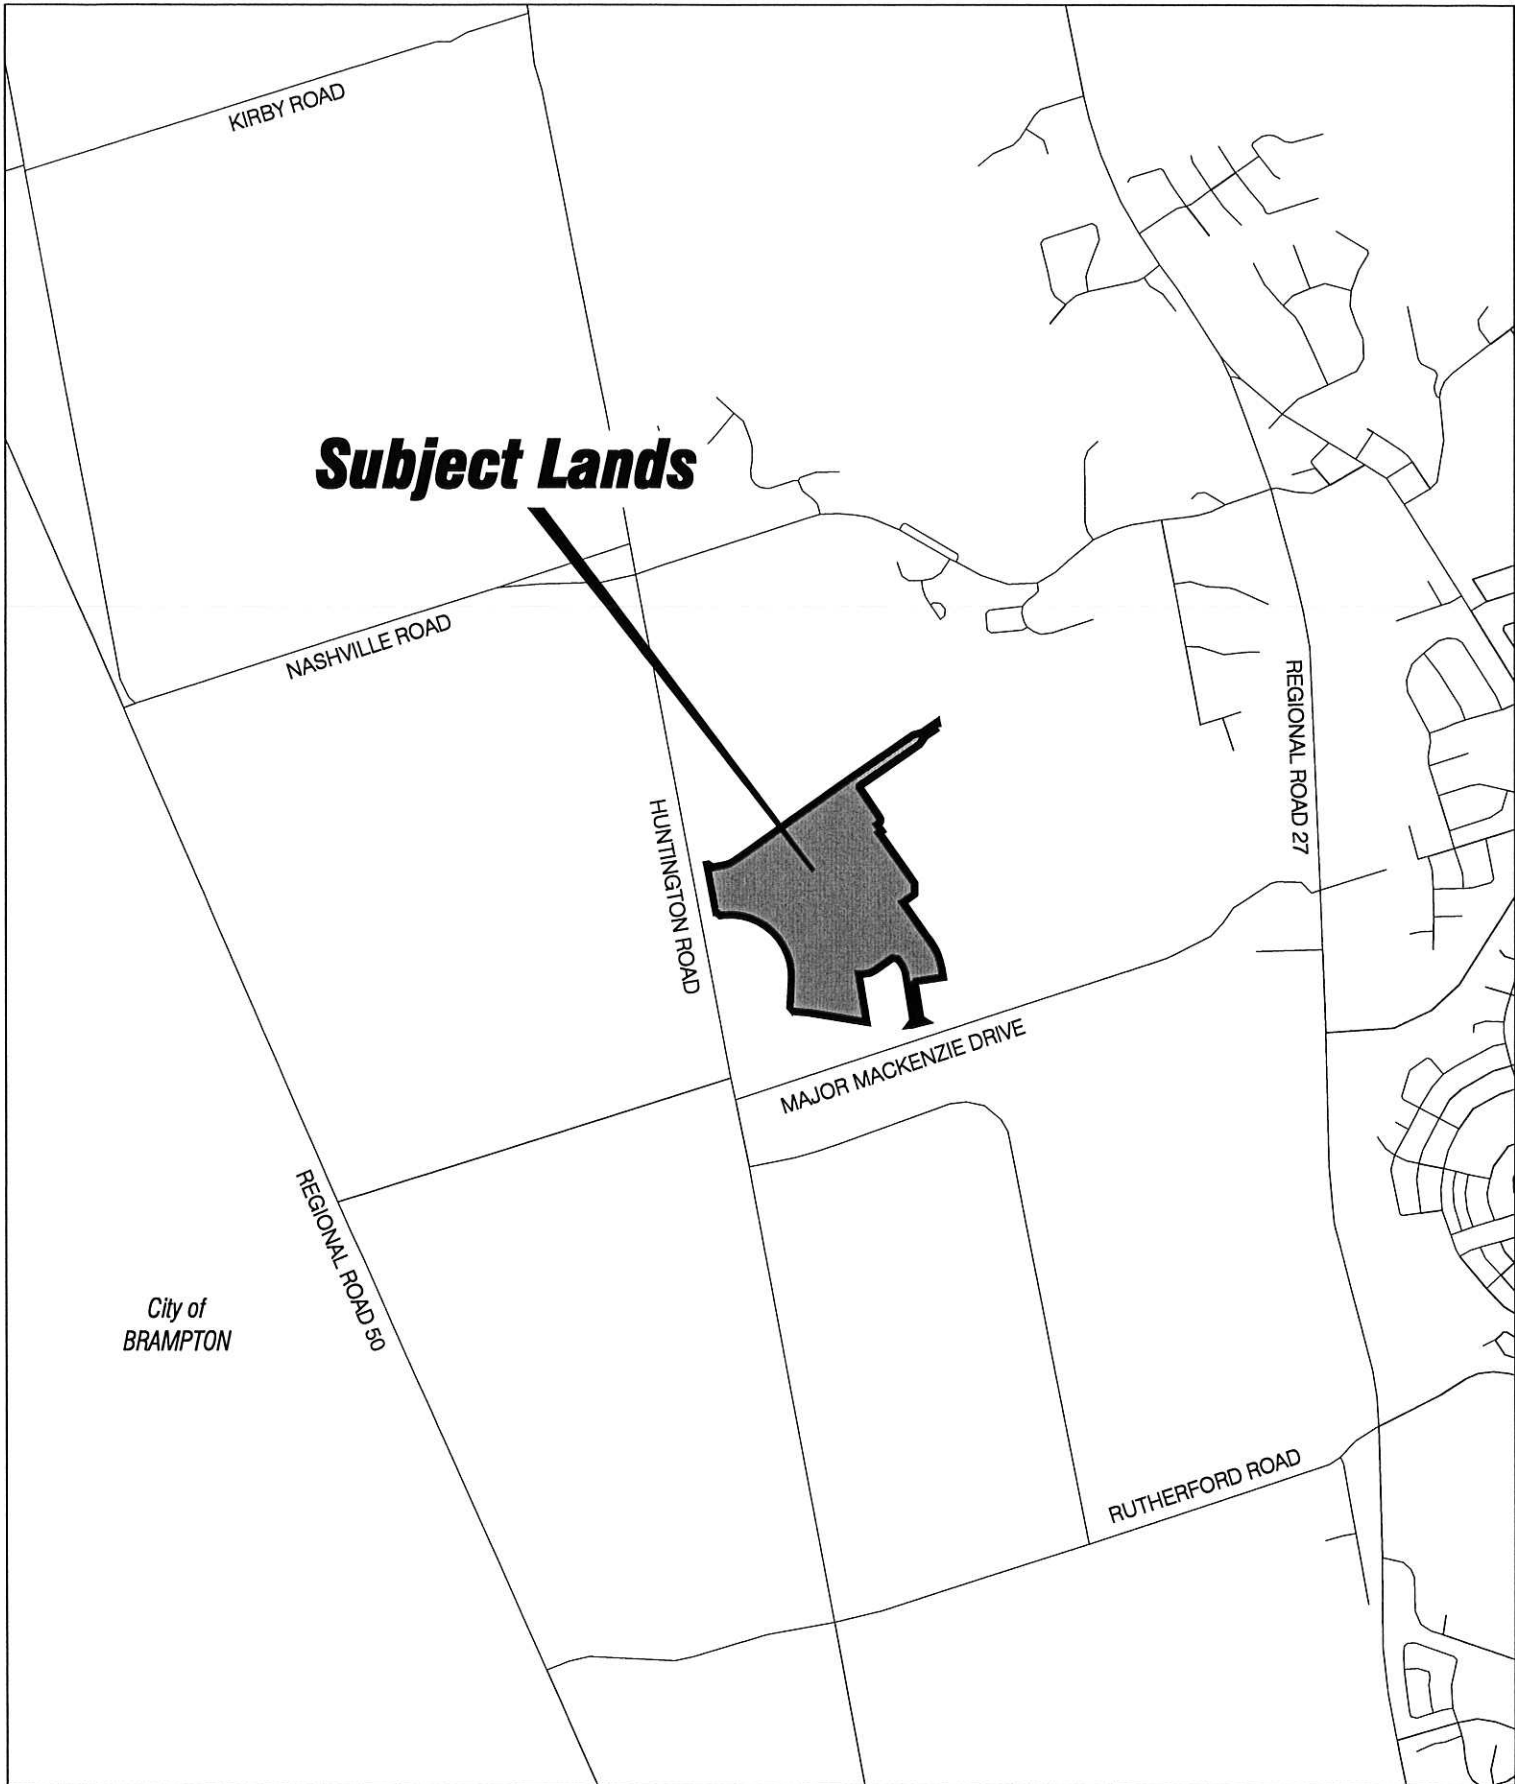 KIRBY ROAD
Subject Lands
NASHVILLE ROAD
REGIONAL ROAD 27
HUNTINGTON ROAD
MAJOR MACKENZIE DRIVE
REGIONAL ROAD 50
City of
BRAMPTON
RUTHERFORD ROAD